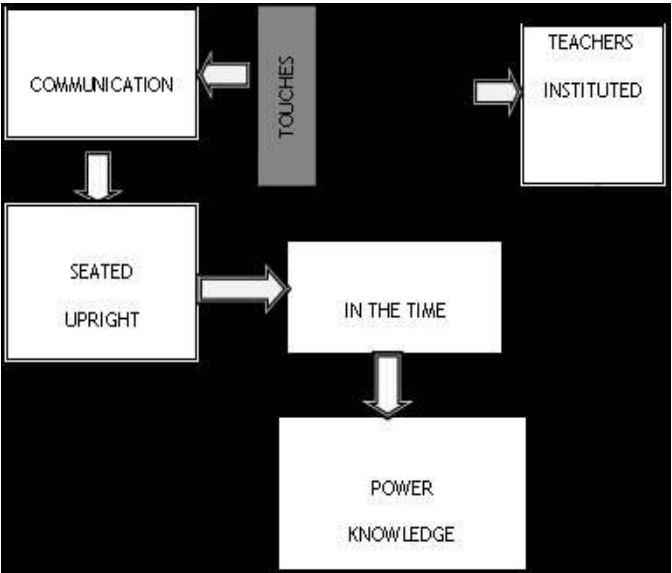 COMMUNICATION
TOUCHES
TEACHERS
INSTITUTED
SEATED
UPRIGHT
IN THE TIME
POWER
KNOWLEDGE